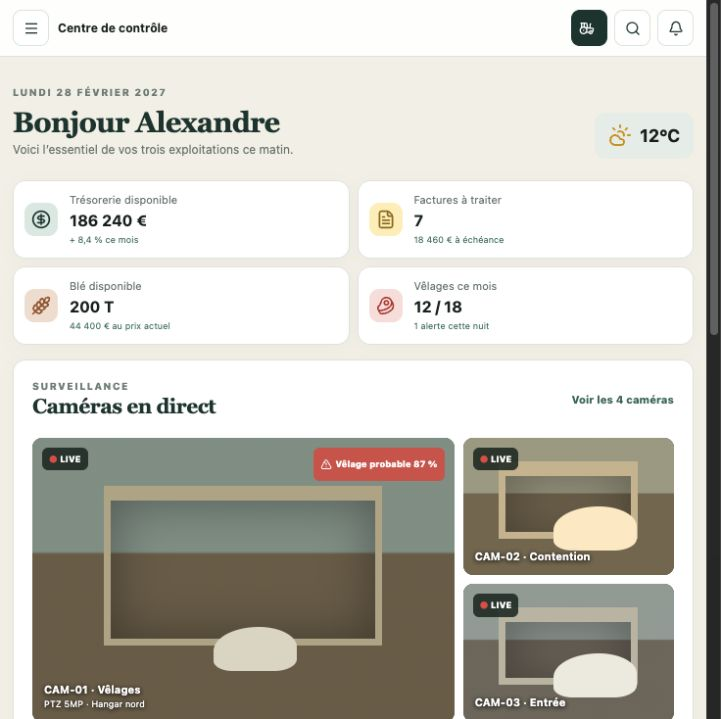 Centre de contrôle
LUNDI 28 FÉVRIER 2027
Bonjour Alexandre
Voici l'essentiel de vos trois exploitations ce matin.
12°C
Trésorerie disponible
186 240 €
+ 8,4 % ce mois
Factures à traiter
7
18 460 € à échéance
Blé disponible
200 T
44 400 € au prix actuel
Vêlages ce mois
12 / 18
1 alerte cette nuit
SURVEILLANCE
Caméras en direct
Voir les 4 caméras
LIVE
Vêlage probable 87 %
CAM-01 · Vêlages
PTZ 5MP · Hangar nord
LIVE
CAM-02 · Contention
LIVE
CAM-03 · Entrée